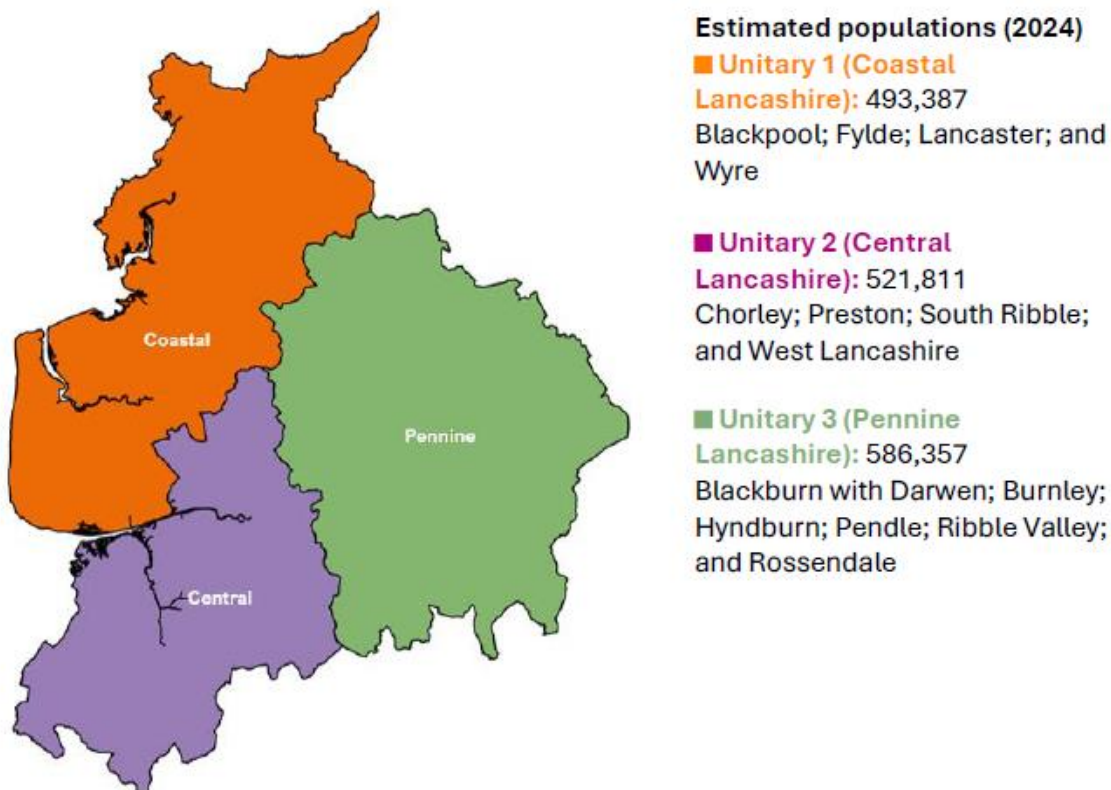 Estimated populations (2024)
■ Unitary 1 (Coastal
Lancashire): 493,387
Blackpool; Fylde; Lancaster; and
Wyre
■ Unitary 2 (Central
Lancashire): 521,811
Chorley; Preston; South Ribble;
and West Lancashire
■ Unitary 3 (Pennine
Lancashire): 586,357
Blackburn with Darwen; Burnley;
Hyndburn; Pendle; Ribble Valley;
and Rossendale
Coastal
Pennine
Central